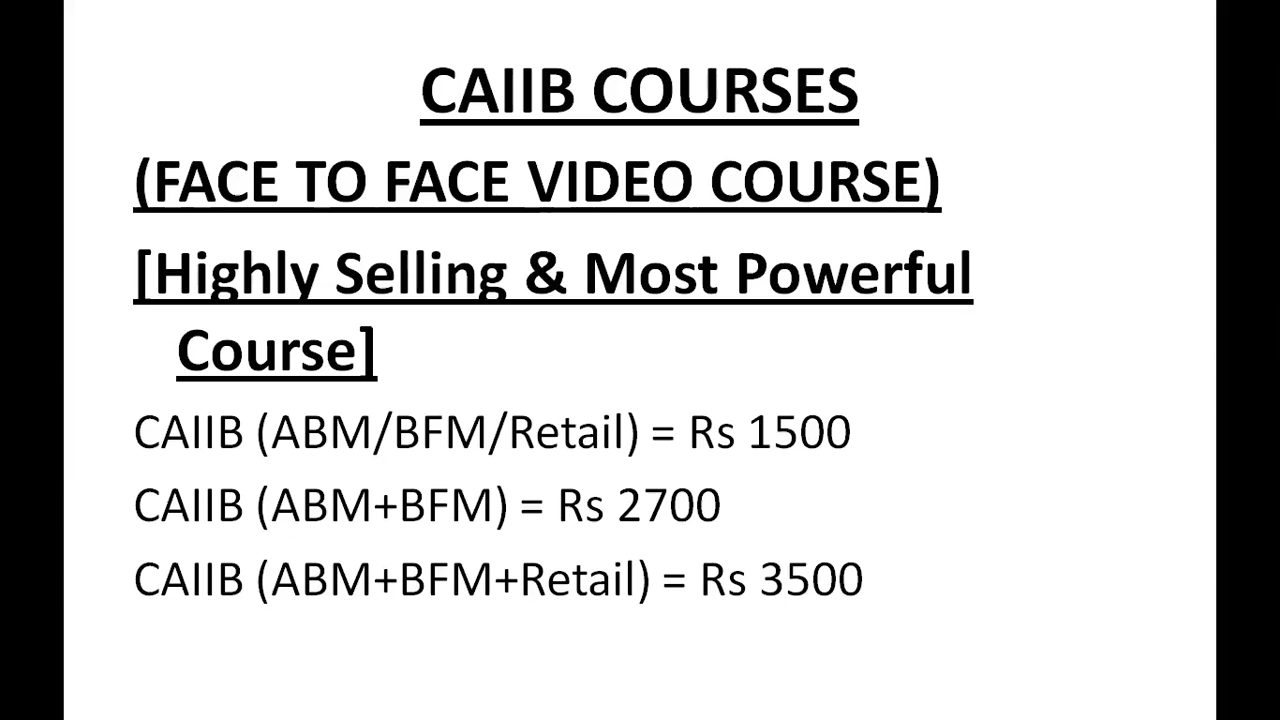 CAIIB COURSES
(FACE TO FACE VIDEO COURSE)
[Highly Selling & Most Powerful
Course]
CAIIB (ABM/BFM/Retail) = Rs 1500
CAIIB (ABM+BFM) = Rs 2700
CAIIB (ABM+BFM+Retail) = Rs 3500